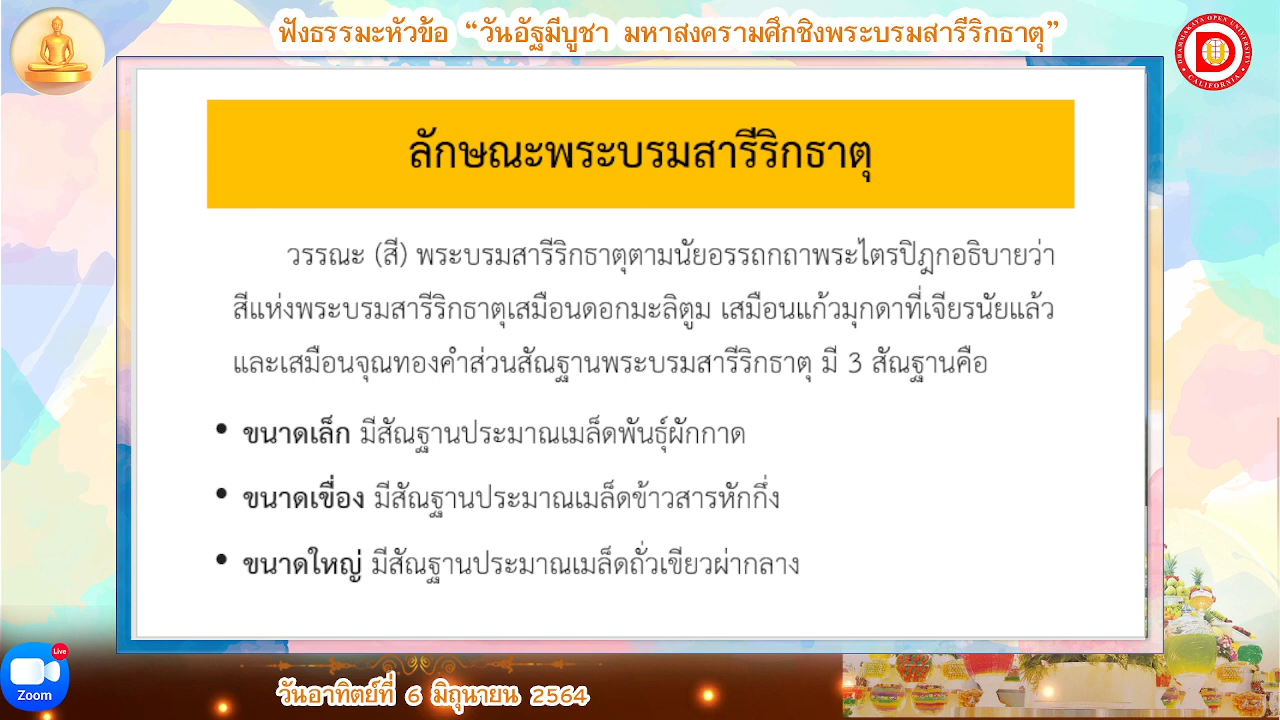 ฟังธรรมะหัวข้อ “วันอัฐมีบูชา มหาสงครามศึกชิงพระบรมสารีริกธาตุ”
DHAMMAKAYA OPEN UNIVERSITY
D
CALIFORNIA
ลักษณะพระบรมสารีริกธาตุ
วรรณะ (สี) พระบรมสารีริกธาตุตามนัยอรรถกถาพระไตรปิฎกอธิบายว่า
สีแห่งพระบรมสารีริกธาตุเสมือนดอกมะลิตูม เสมือนแก้วมุกดาที่เจียรนัยแล้ว
และเสมือนจุณทองคำส่วนสัณฐานพระบรมสารีริกธาตุ มี 3 สัณฐานคือ
• ขนาดเล็ก มีสัณฐานประมาณเมล็ดพันธุ์ผักกาด
• ขนาดเขื่อง มีสัณฐานประมาณเมล็ดข้าวสารหักกึ่ง
• ขนาดใหญ่ มีสัณฐานประมาณเมล็ดถั่วเขียวผ่ากลาง
Live
Zoom
วันอาทิตย์ที่ 6 มิถุนายน 2564